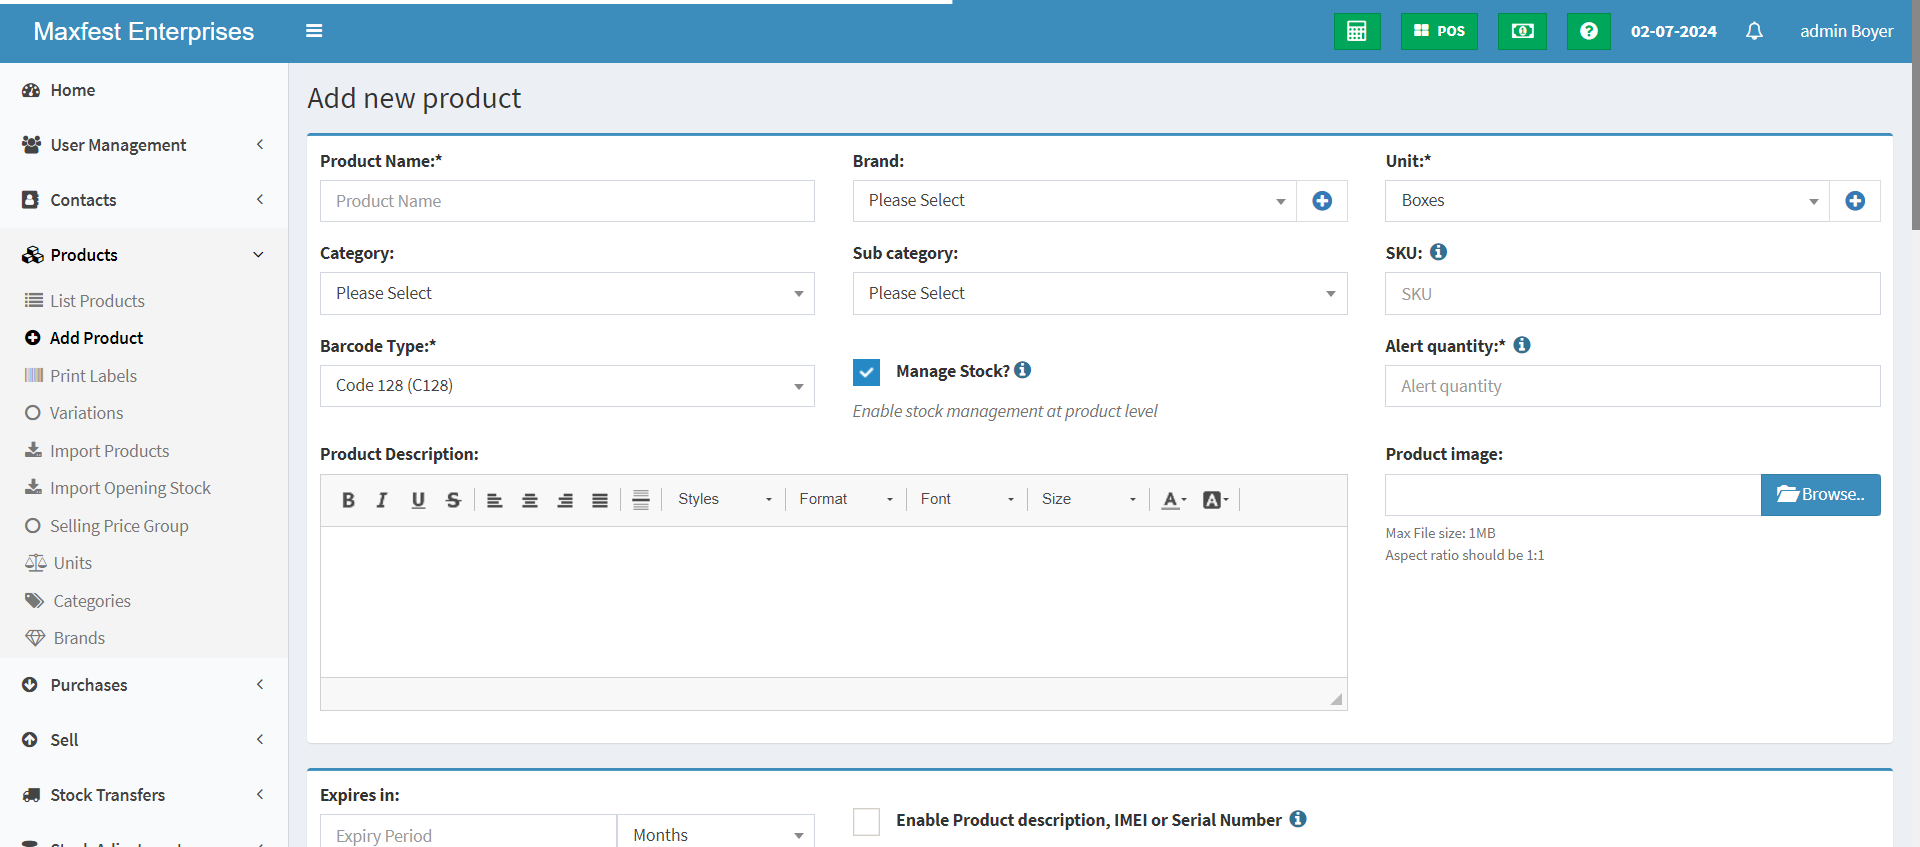 Maxfest Enterprises
POS
02-07-2024
admin Boyer
Home
User Management
Contacts
Products
List Products
Add Product
Print Labels
Variations
Import Products
Import Opening Stock
Selling Price Group
Units
Categories
Brands
Purchases
Sell
Stock Transfers
Add new product
Product Name:*
Product Name
Brand:
Please Select
Unit:*
Boxes
Category:
Please Select
Sub category:
Please Select
SKU:
SKU
Barcode Type:*
Code 128 (C128)
Manage Stock?
Enable stock management at product level
Alert quantity:*
Alert quantity
Product Description:
B I U S Styles Format Font Size A A
Product image:
Browse..
Max File size: 1MB
Aspect ratio should be 1:1
Expires in:
Expiry Period
Months
Enable Product description, IMEI or Serial Number